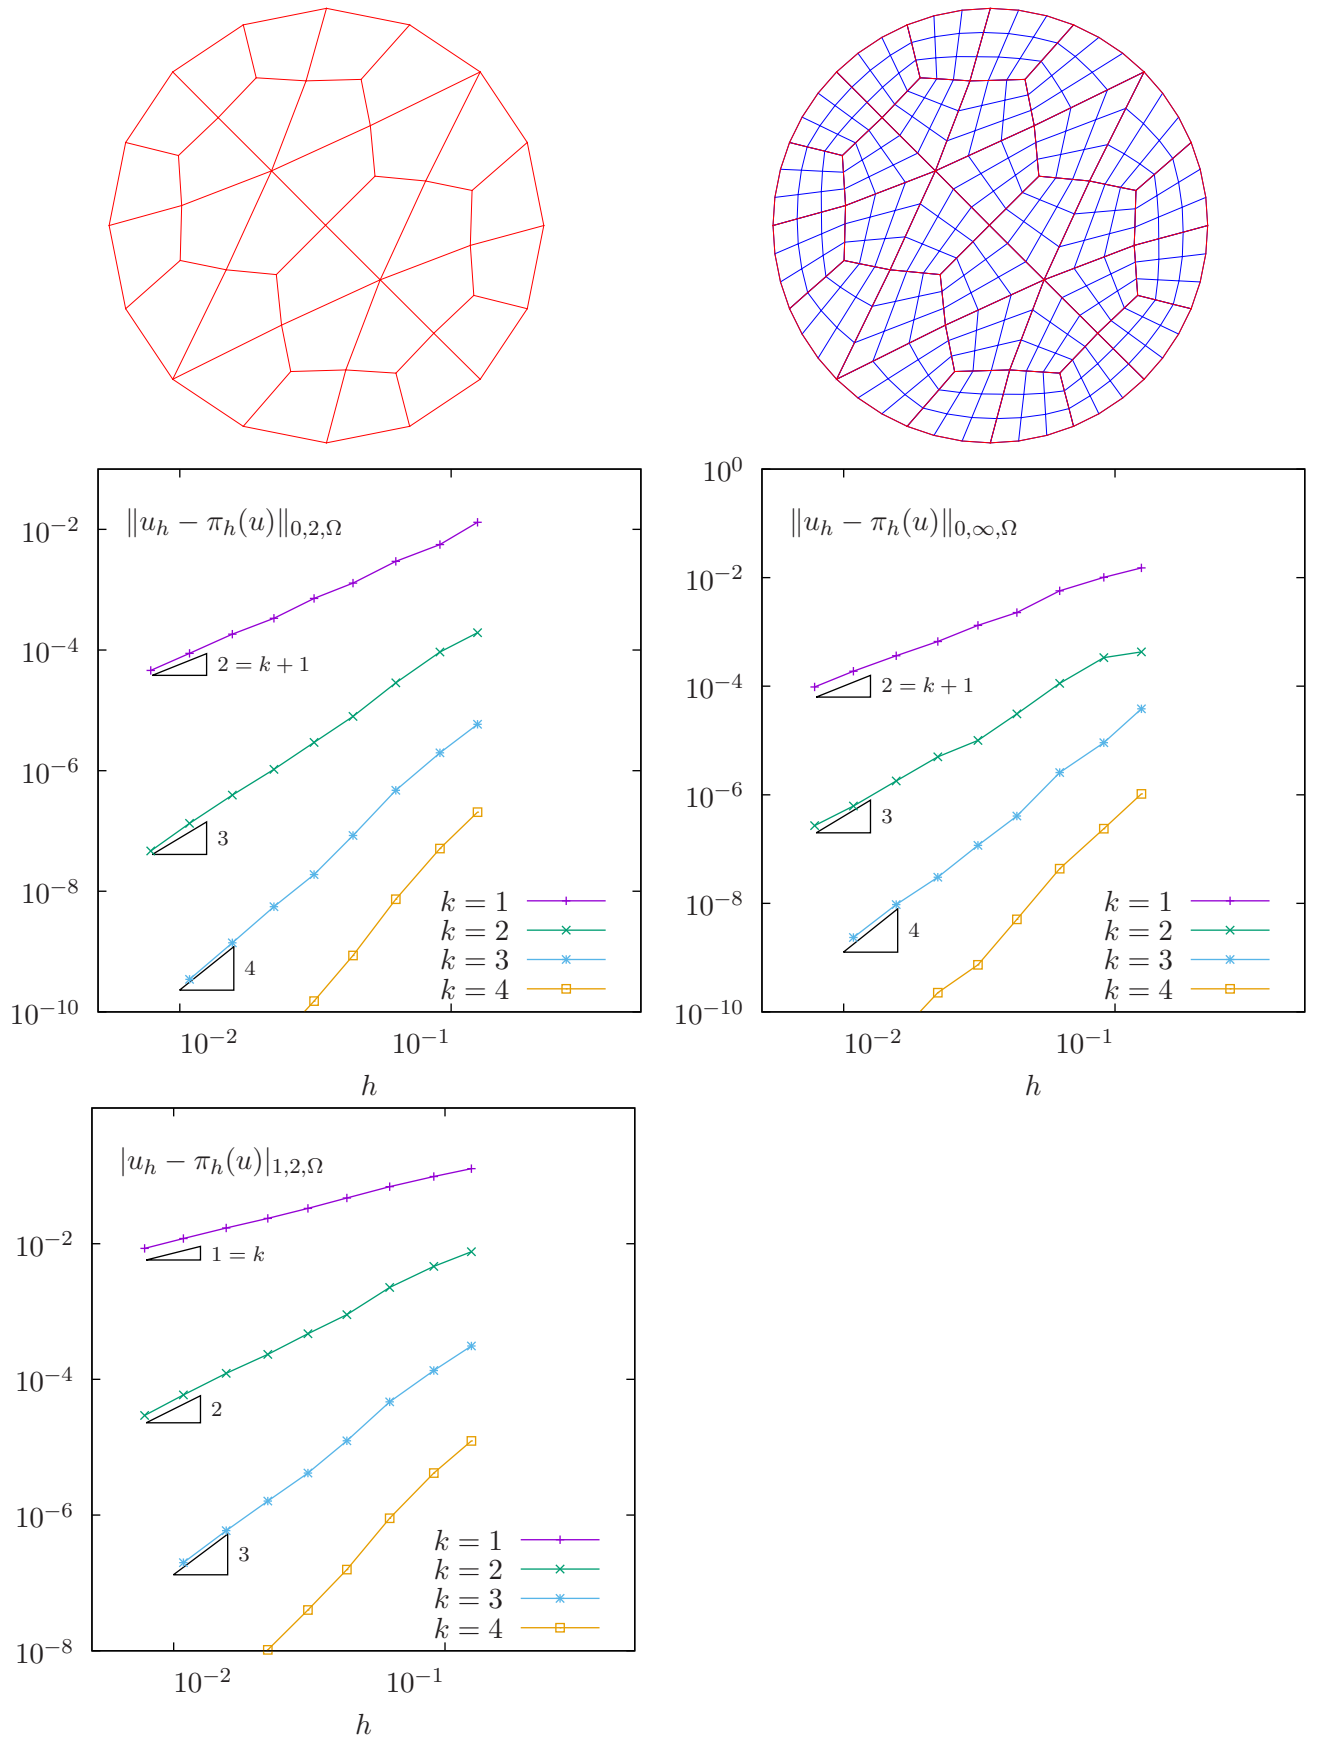 ‖u_h − π_h(u)‖_{0,2,Ω}
10^{−2}
10^{−4}
10^{−6}
10^{−8}
10^{−10}
2 = k + 1
3
4
k = 1
k = 2
k = 3
k = 4
10^{−2} 10^{−1}
h
‖u_h − π_h(u)‖_{0,∞,Ω}
10^{0}
10^{−2}
10^{−4}
10^{−6}
10^{−8}
10^{−10}
2 = k + 1
3
4
k = 1
k = 2
k = 3
k = 4
10^{−2} 10^{−1}
h
|u_h − π_h(u)|_{1,2,Ω}
10^{−2}
10^{−4}
10^{−6}
10^{−8}
1 = k
2
3
k = 1
k = 2
k = 3
k = 4
10^{−2} 10^{−1}
h